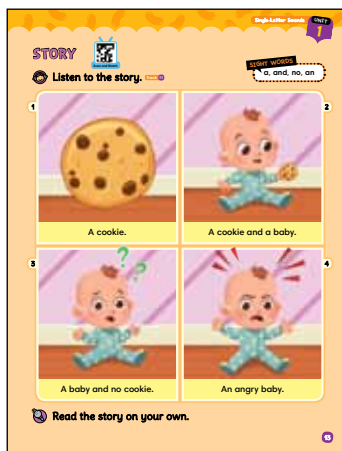 Single-Letter Sounds
UNIT
1
STORY
Listen to the story.
SIGHT WORDS
a, and, no, an
1
2
A cookie.
A cookie and a baby.
3
4
A baby and no cookie.
An angry baby.
Read the story on your own.
13